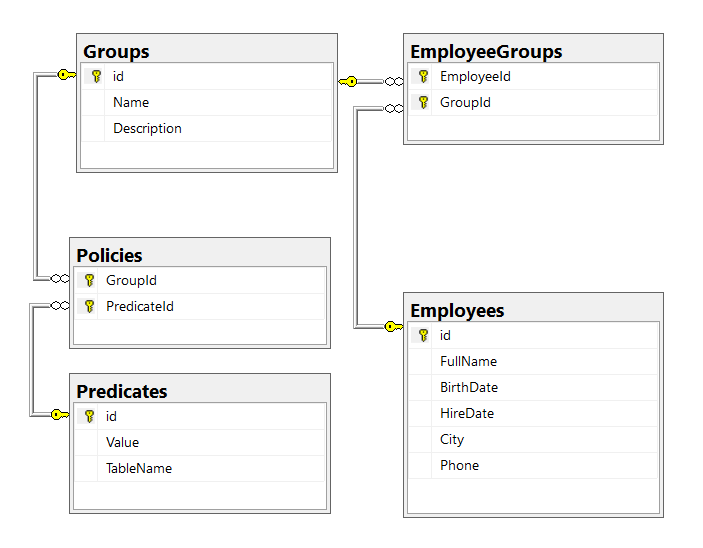 Groups
id
Name
Description
EmployeeGroups
EmployeeId
GroupId
Policies
GroupId
PredicateId
Predicates
id
Value
TableName
Employees
id
FullName
BirthDate
HireDate
City
Phone